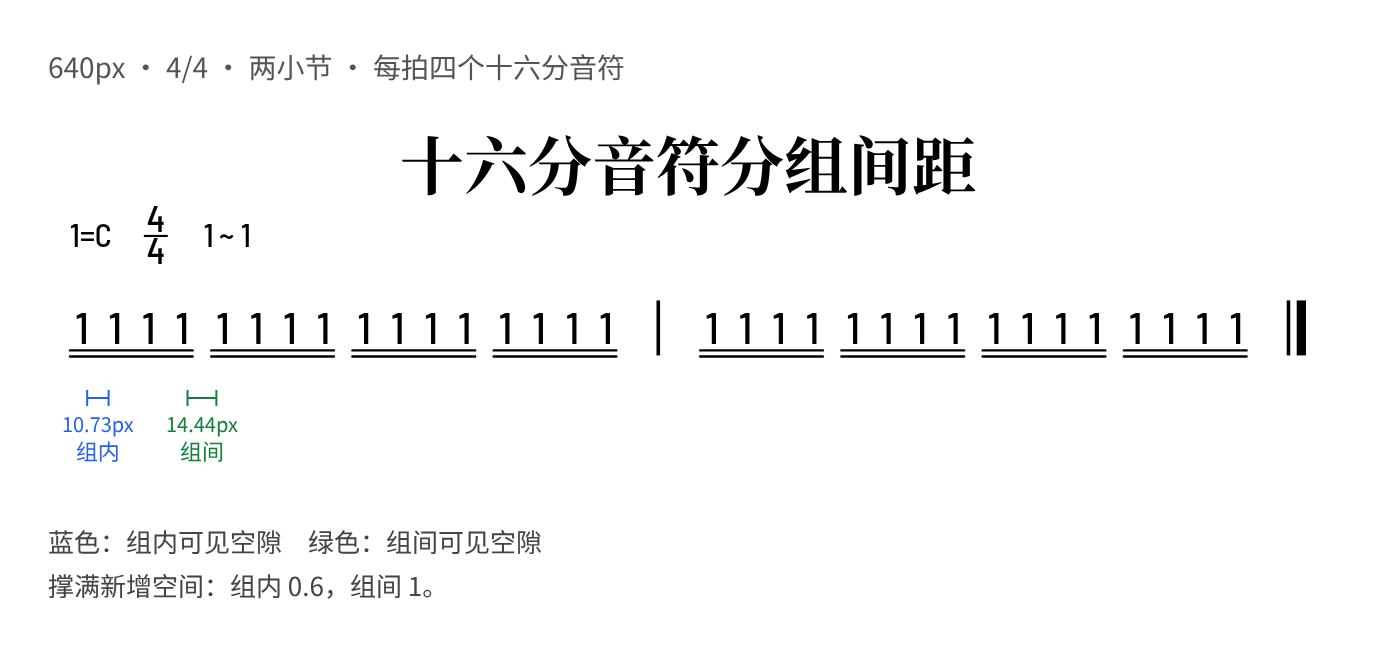 640px · 4/4 · 两小节 · 每拍四个十六分音符
十六分音符分组间距
1=C 4/4 1 ~ 1
1 1 1 1 1 1 1 1 1 1 1 1 1 1 1 1 | 1 1 1 1 1 1 1 1 1 1 1 1 1 1 1 1
10.73px 14.44px
组内 组间
蓝色：组内可见空隙 绿色：组间可见空隙
撑满新增空间：组内 0.6，组间 1。